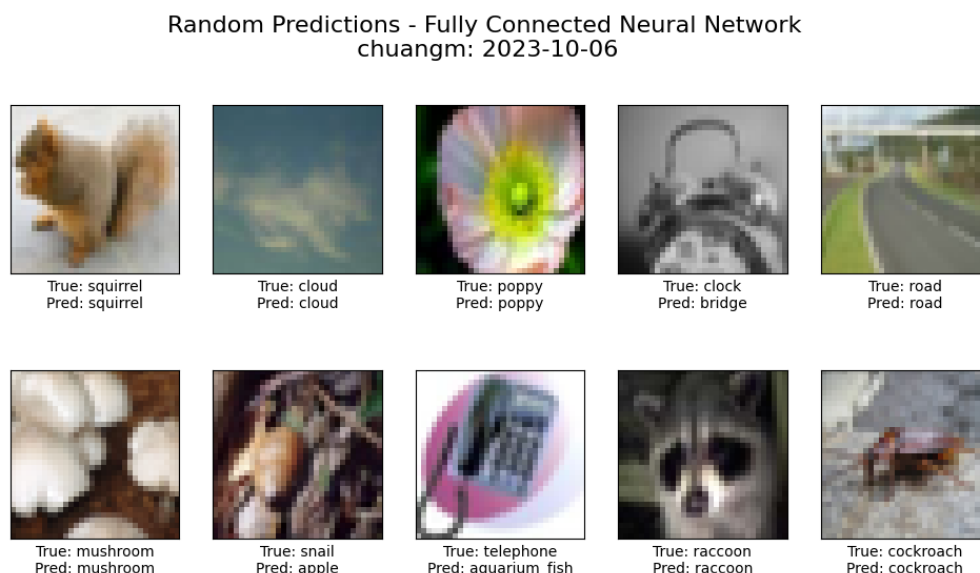 Random Predictions - Fully Connected Neural Network
chuangm: 2023-10-06
True: squirrel
Pred: squirrel
True: cloud
Pred: cloud
True: poppy
Pred: poppy
True: clock
Pred: bridge
True: road
Pred: road
True: mushroom
Pred: mushroom
True: snail
Pred: apple
True: telephone
Pred: aquarium_fish
True: raccoon
Pred: raccoon
True: cockroach
Pred: cockroach